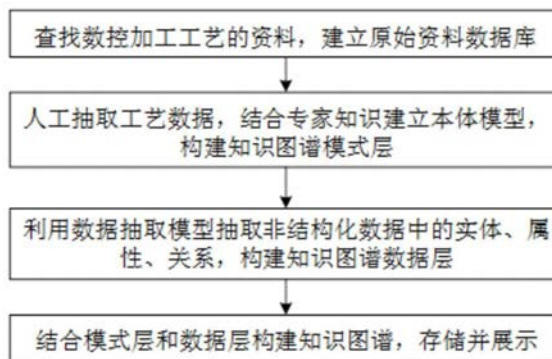 查找数控加工工艺的资料，建立原始资料数据库
人工抽取工艺数据，结合专家知识建立本体模型，
构建知识图谱模式层
利用数据抽取模型抽取非结构化数据中的实体、属
性、关系，构建知识图谱数据层
结合模式层和数据层构建知识图谱，存储并展示